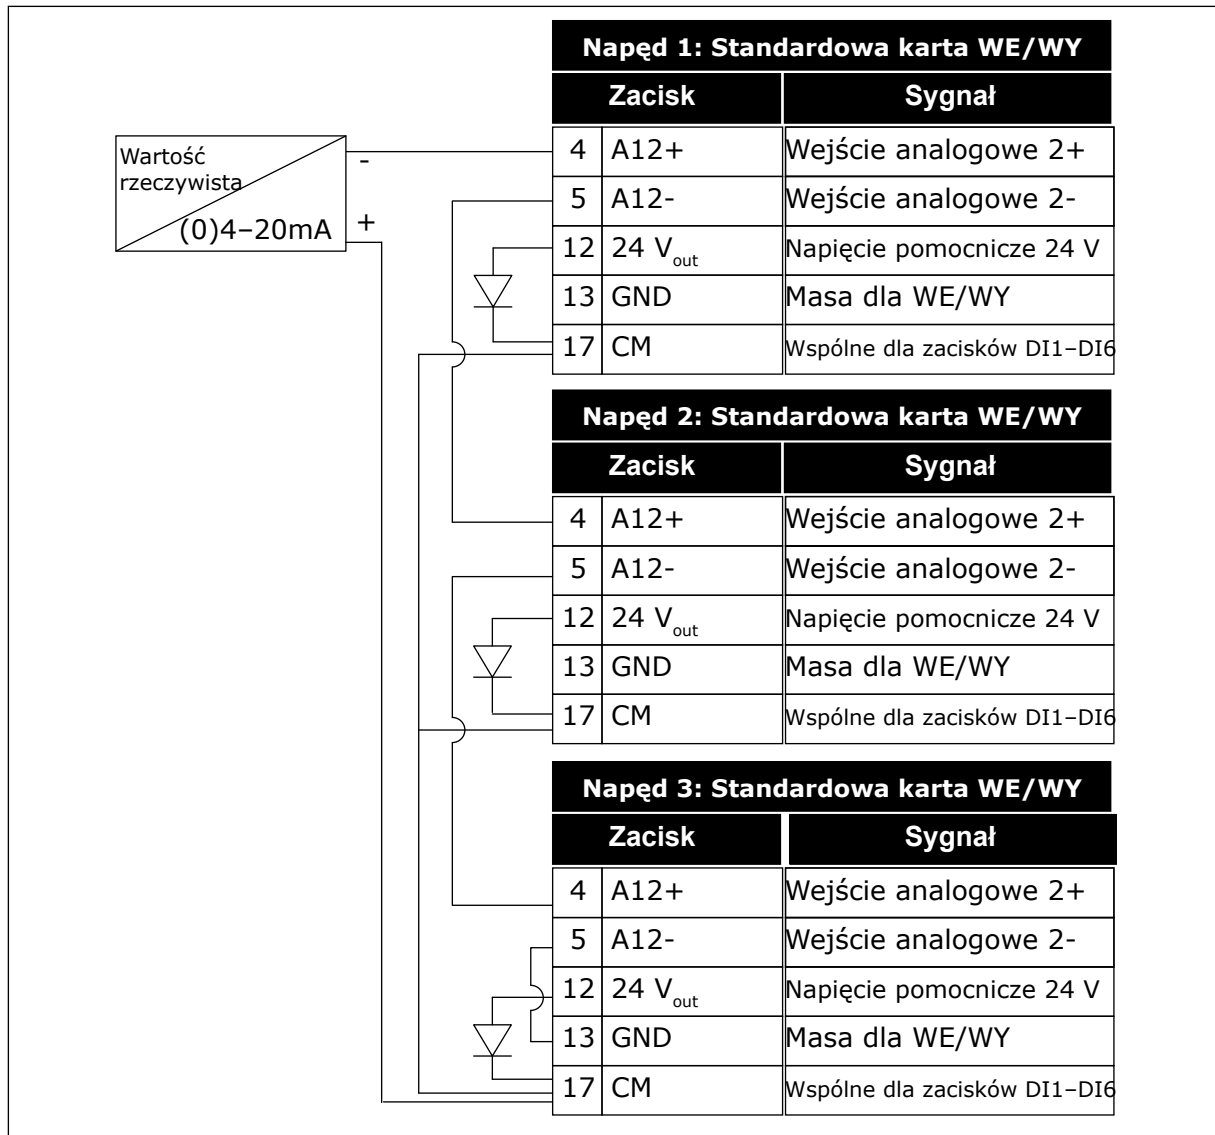 Napęd 1: Standardowa karta WE/WY
Zacisk Sygnał
Wartość
rzeczywista
-
+
(0)4–20mA
4 A12+ Wejście analogowe 2+
5 A12- Wejście analogowe 2-
12 24 Vout Napięcie pomocnicze 24 V
13 GND Masa dla WE/WY
17 CM Wspólne dla zacisków DI1–DI6
Napęd 2: Standardowa karta WE/WY
Zacisk Sygnał
4 A12+ Wejście analogowe 2+
5 A12- Wejście analogowe 2-
12 24 Vout Napięcie pomocnicze 24 V
13 GND Masa dla WE/WY
17 CM Wspólne dla zacisków DI1–DI6
Napęd 3: Standardowa karta WE/WY
Zacisk Sygnał
4 A12+ Wejście analogowe 2+
5 A12- Wejście analogowe 2-
12 24 Vout Napięcie pomocnicze 24 V
13 GND Masa dla WE/WY
17 CM Wspólne dla zacisków DI1–DI6